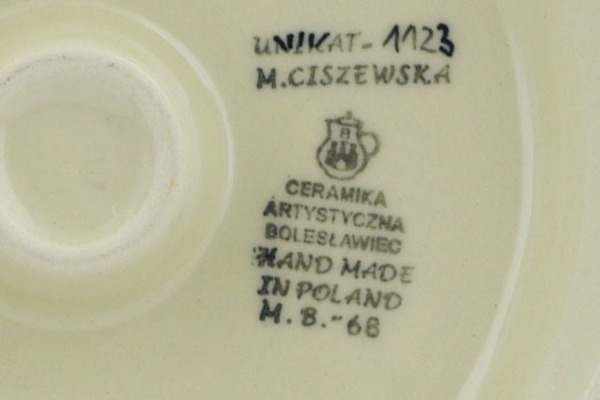 UNIKAT-1123
M.CISZEWSKA
B
CERAMIKA
ARTYSTYCZNA
BOLESŁAWIEC
HAND MADE
IN POLAND
M.B.-68